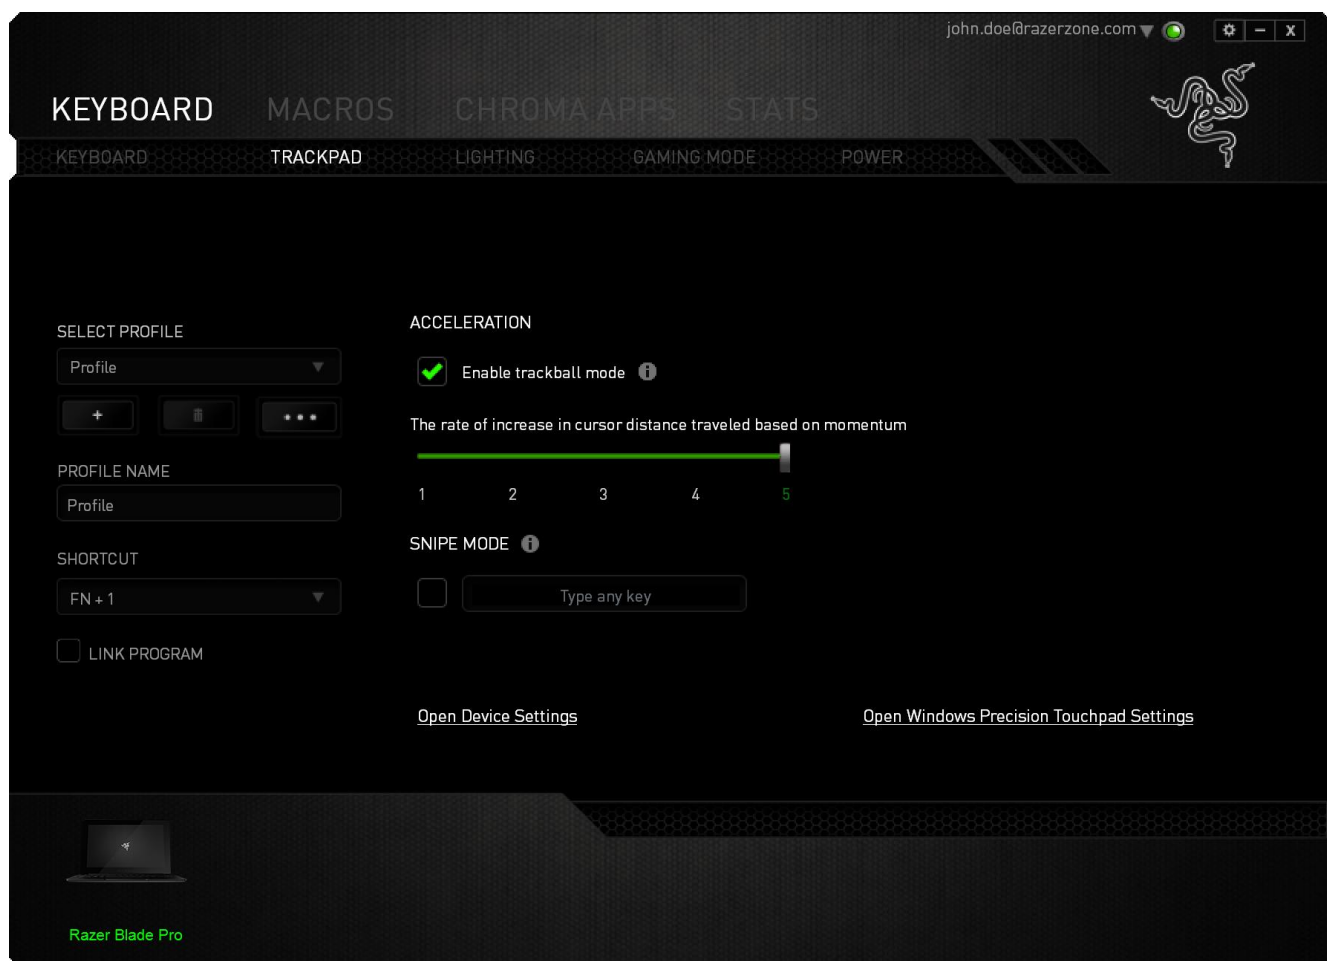 john.doe@razerzone.com
KEYBOARD MACROS CHROMA APPS STATS
KEYBOARD TRACKPAD LIGHTING GAMING MODE POWER
SELECT PROFILE
Profile
PROFILE NAME
Profile
SHORTCUT
FN + 1
LINK PROGRAM
ACCELERATION
Enable trackball mode
The rate of increase in cursor distance traveled based on momentum
1 2 3 4 5
SNIPE MODE
Type any key
Open Device Settings
Open Windows Precision Touchpad Settings
Razer Blade Pro